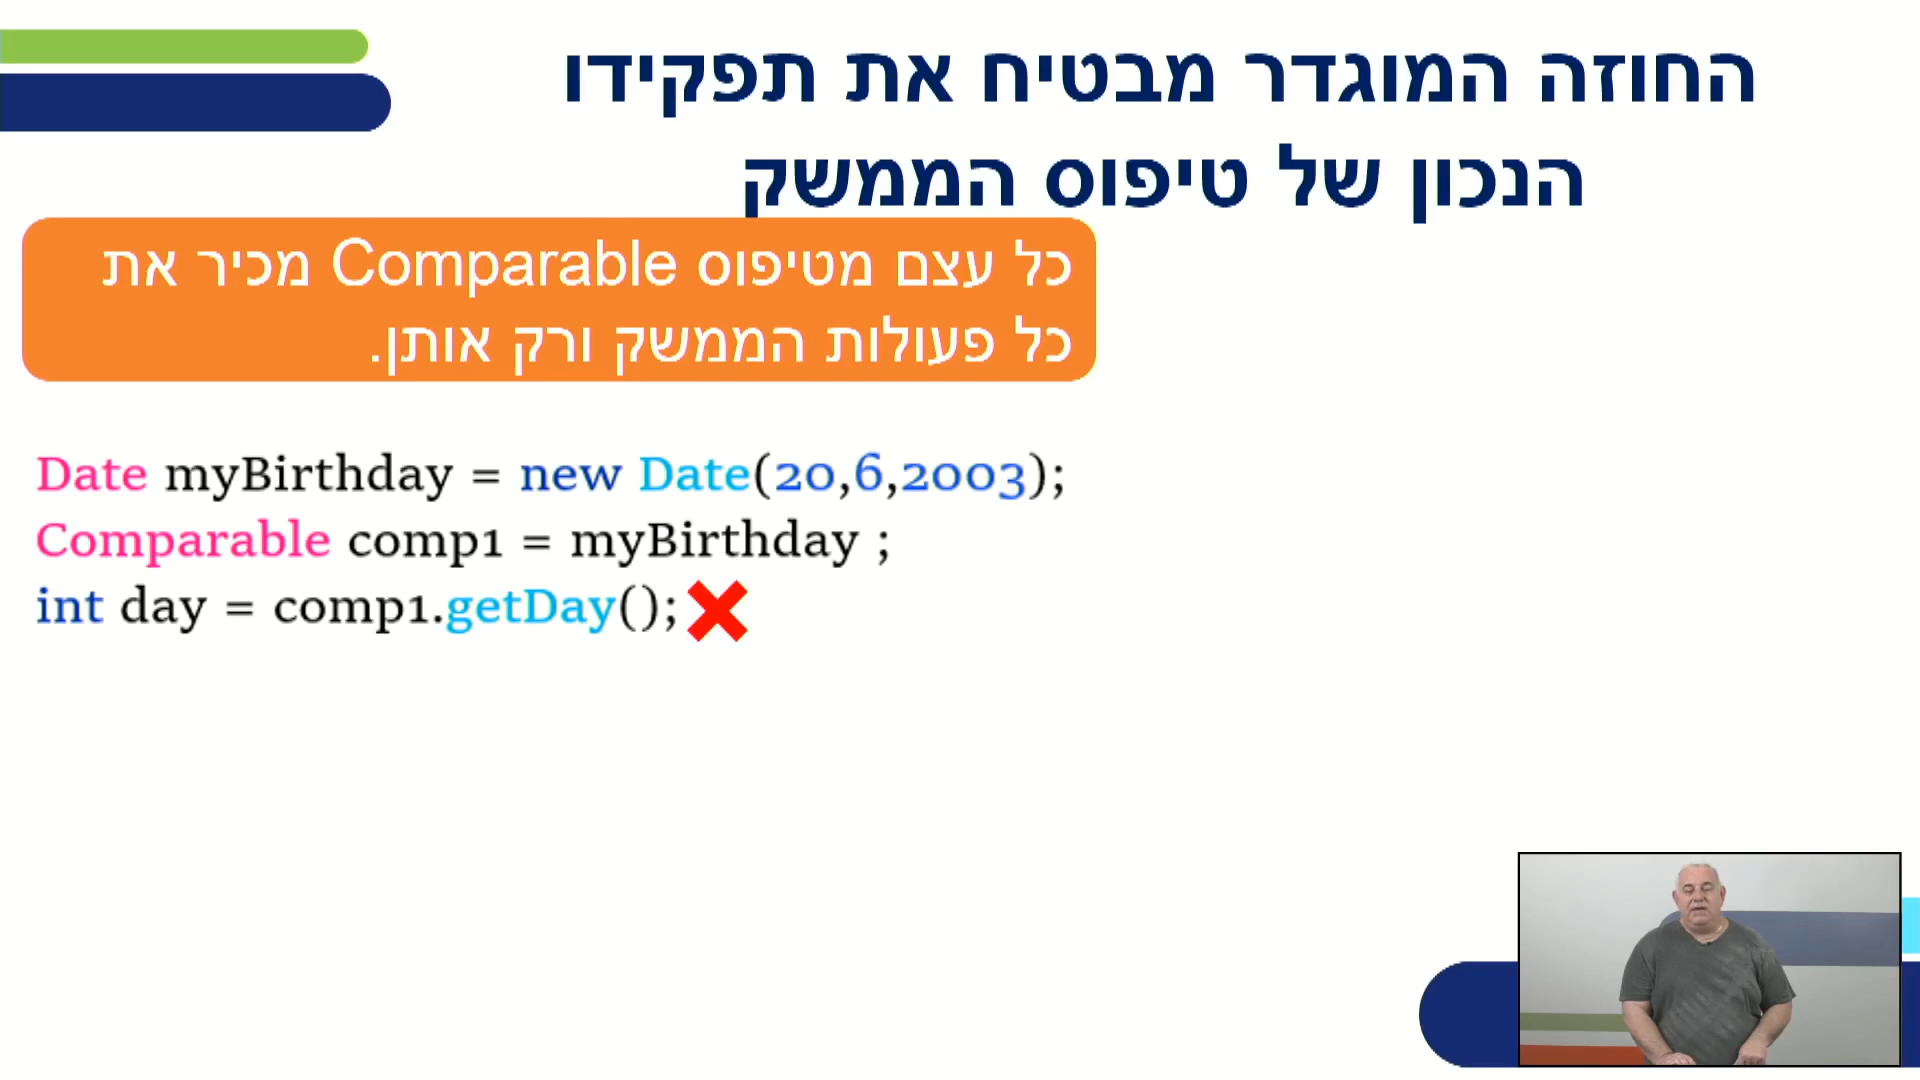 החוזה המוגדר מבטיח את תפקידו
הנכון של טיפוס הממשק
כל עצם מטיפוס Comparable מכיר את
כל פעולות הממשק ורק אותן.
Date myBirthday = new Date(20,6,2003);
Comparable comp1 = myBirthday ;
int day = comp1.getDay();